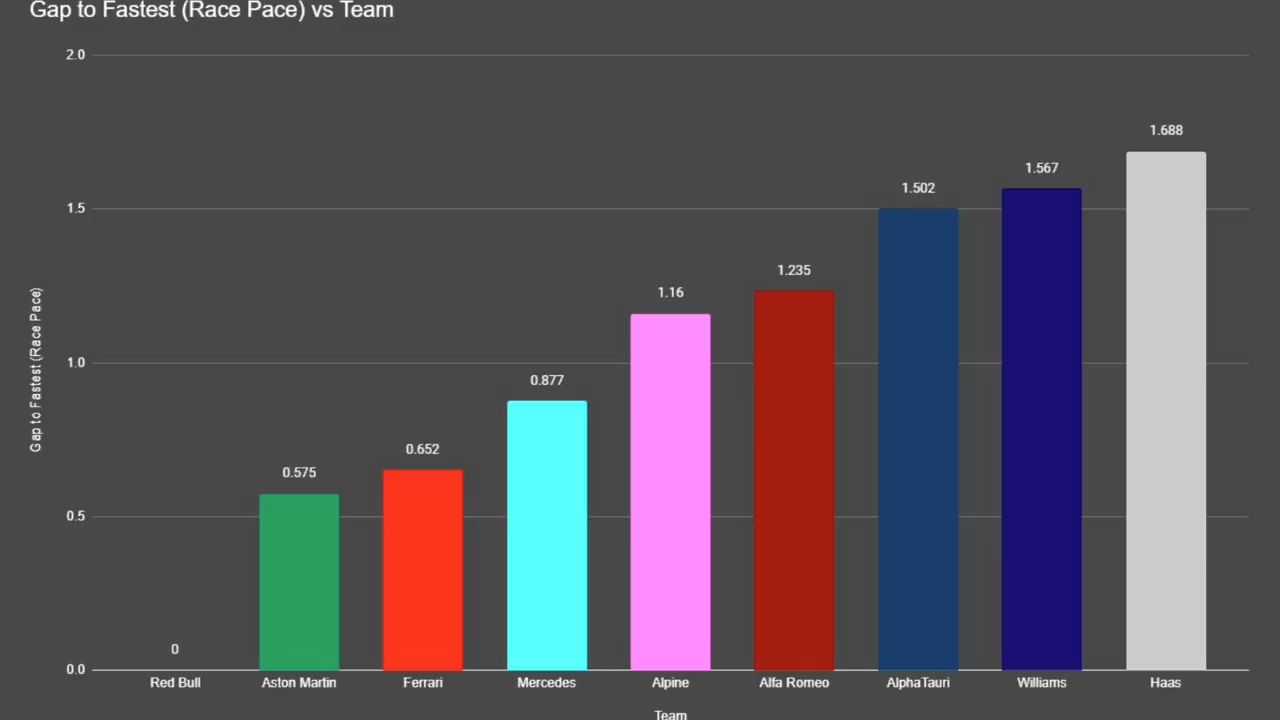 Gap to Fastest (Race Pace) vs Team
2.0
1.5
1.0
0.5
0.0
Gap to Fastest (Race Pace)
0
0.575
0.652
0.877
1.16
1.235
1.502
1.567
1.688
Red Bull
Aston Martin
Ferrari
Mercedes
Alpine
Alfa Romeo
AlphaTauri
Williams
Haas
Team